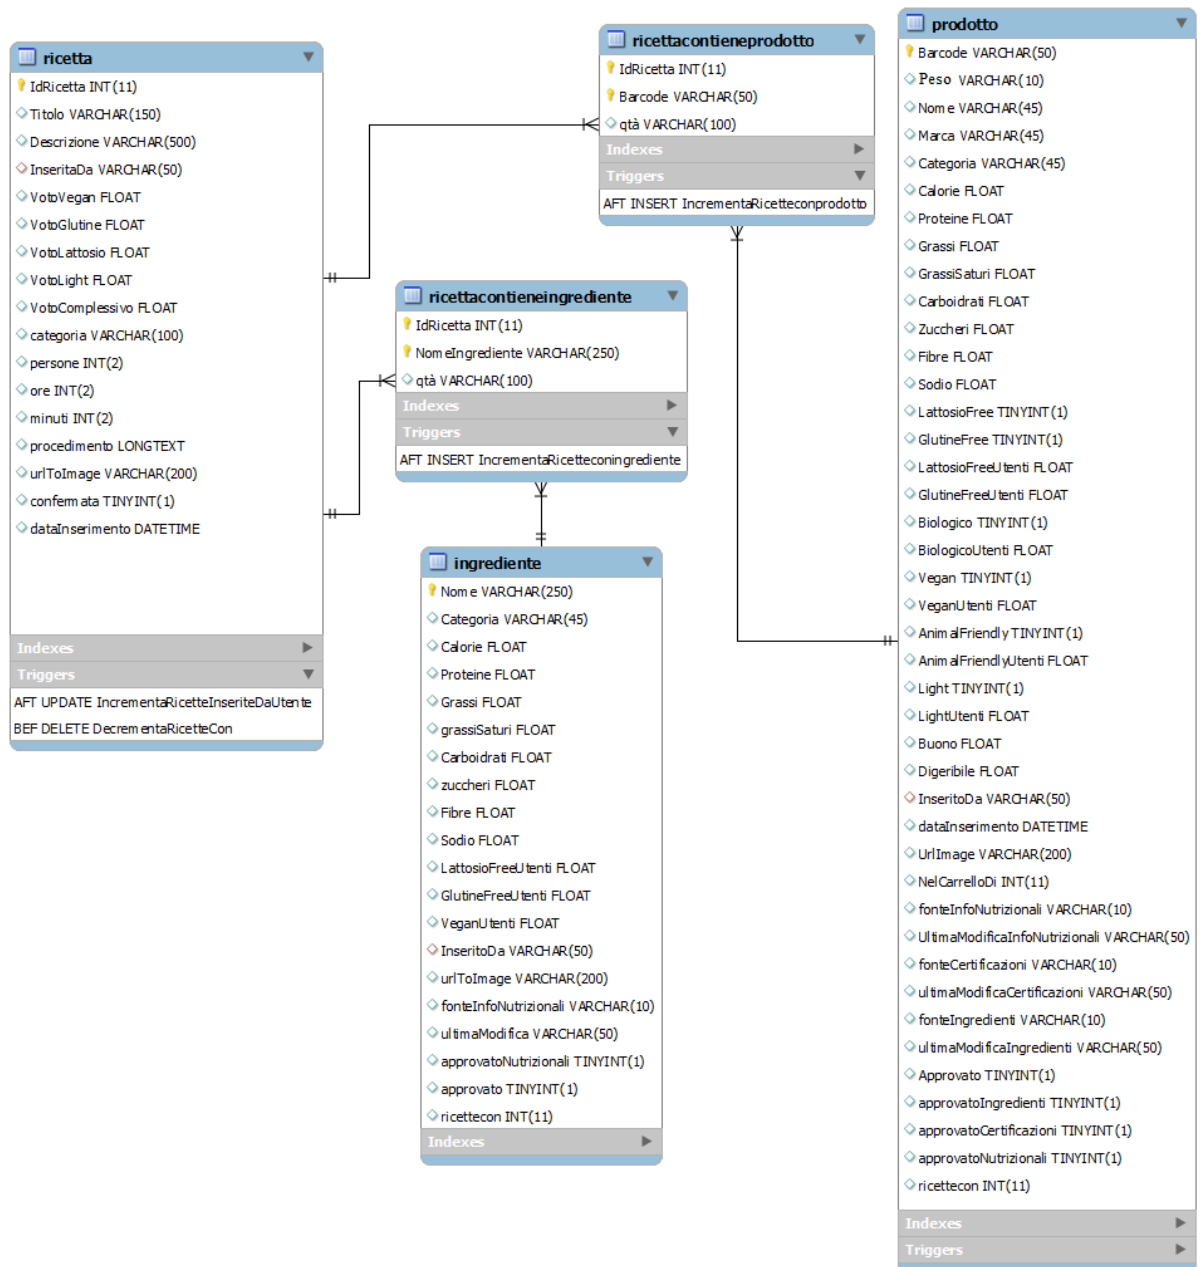 ricetta
IdRicetta INT(11)
Titolo VARCHAR(150)
Descrizione VARCHAR(500)
InseritaDa VARCHAR(50)
VotoVegan FLOAT
VotoGlutine FLOAT
VotoLattosio FLOAT
VotoLight FLOAT
VotoComplessivo FLOAT
categoria VARCHAR(100)
persone INT(2)
ore INT(2)
minuti INT(2)
procedimento LONGTEXT
urlToImage VARCHAR(200)
confermata TINYINT(1)
dataInserimento DATETIME
Indexes
Triggers
AFT UPDATE IncrementaRicetteInseriteDaUtente
BEF DELETE DecrementaRicetteCon
ricettacontieneprodotto
IdRicetta INT(11)
Barcode VARCHAR(50)
qtà VARCHAR(100)
Indexes
Triggers
AFT INSERT IncrementaRicetteconprodotto
ricettacontieneingrediente
IdRicetta INT(11)
NomeIngrediente VARCHAR(250)
qtà VARCHAR(100)
Indexes
Triggers
AFT INSERT IncrementaRicetteconingrediente
ingrediente
Nome VARCHAR(250)
Categoria VARCHAR(45)
Calorie FLOAT
Proteine FLOAT
Grassi FLOAT
grassiSaturi FLOAT
Carboidrati FLOAT
zuccheri FLOAT
Fibre FLOAT
Sodio FLOAT
LattosioFreeUtenti FLOAT
GlutineFreeUtenti FLOAT
VeganUtenti FLOAT
InseritoDa VARCHAR(50)
urlToImage VARCHAR(200)
fonteInfoNutrizionali VARCHAR(10)
ultimaModifica VARCHAR(50)
approvatoNutrizionali TINYINT(1)
approvato TINYINT(1)
ricettecon INT(11)
Indexes
prodotto
Barcode VARCHAR(50)
Peso VARCHAR(10)
Nome VARCHAR(45)
Marca VARCHAR(45)
Categoria VARCHAR(45)
Calorie FLOAT
Proteine FLOAT
Grassi FLOAT
GrassiSaturi FLOAT
Carboidrati FLOAT
Zuccheri FLOAT
Fibre FLOAT
Sodio FLOAT
LattosioFree TINYINT(1)
GlutineFree TINYINT(1)
LattosioFreeUtenti FLOAT
GlutineFreeUtenti FLOAT
Biologico TINYINT(1)
BiologicoUtenti FLOAT
Vegan TINYINT(1)
VeganUtenti FLOAT
AnimalFriendly TINYINT(1)
AnimalFriendlyUtenti FLOAT
Light TINYINT(1)
LightUtenti FLOAT
Buono FLOAT
Digeribile FLOAT
InseritoDa VARCHAR(50)
dataInserimento DATETIME
UrlImage VARCHAR(200)
NelCarrelloDi INT(11)
fonteInfoNutrizionali VARCHAR(10)
UltimaModificaInfoNutrizionali VARCHAR(50)
fonteCertificazioni VARCHAR(10)
ultimaModificaCertificazioni VARCHAR(50)
fonteIngredienti VARCHAR(10)
ultimaModificaIngredienti VARCHAR(50)
Approvato TINYINT(1)
approvatoIngredienti TINYINT(1)
approvatoCertificazioni TINYINT(1)
approvatoNutrizionali TINYINT(1)
ricettecon INT(11)
Indexes
Triggers